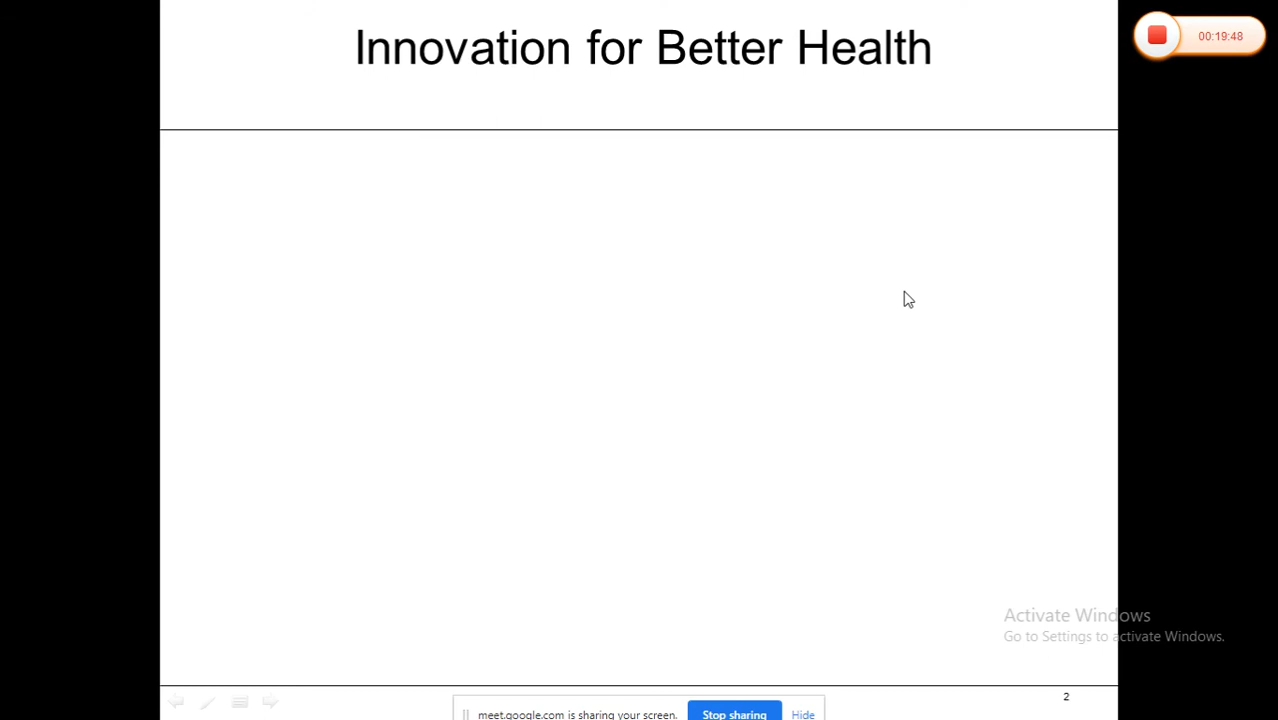 Innovation for Better Health
00:19:48
Activate Windows
Go to Settings to activate Windows.
2
meet.google.com is sharing your screen.
Stop sharing
Hide